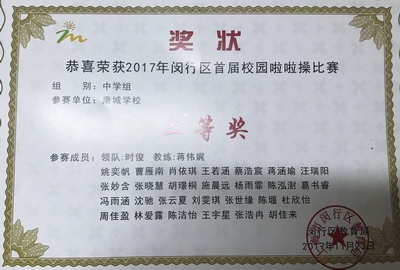 奖状
恭喜荣获2017年闵行区首届校园啦啦操比赛
组 别：中学组
参赛单位：康城学校
等奖
参赛成员：领队:时俊 教练:蒋伟娓
姚奕帆 曹雁南 肖依琪 王若涵 蔡浩宸 蒋涵瑜 汪瑞阳
张妙含 张晓慧 胡璟桐 施晨远 杨雨霏 陈泓澍 葛书睿
冯雨涵 沈驰 张云夏 刘雯琪 张世缘 陈堰 杜欣怡
周佳盈 林爱露 陈洁怡 王宇星 张浩冉 胡佳来
闵行区教育局
2017年11月23日